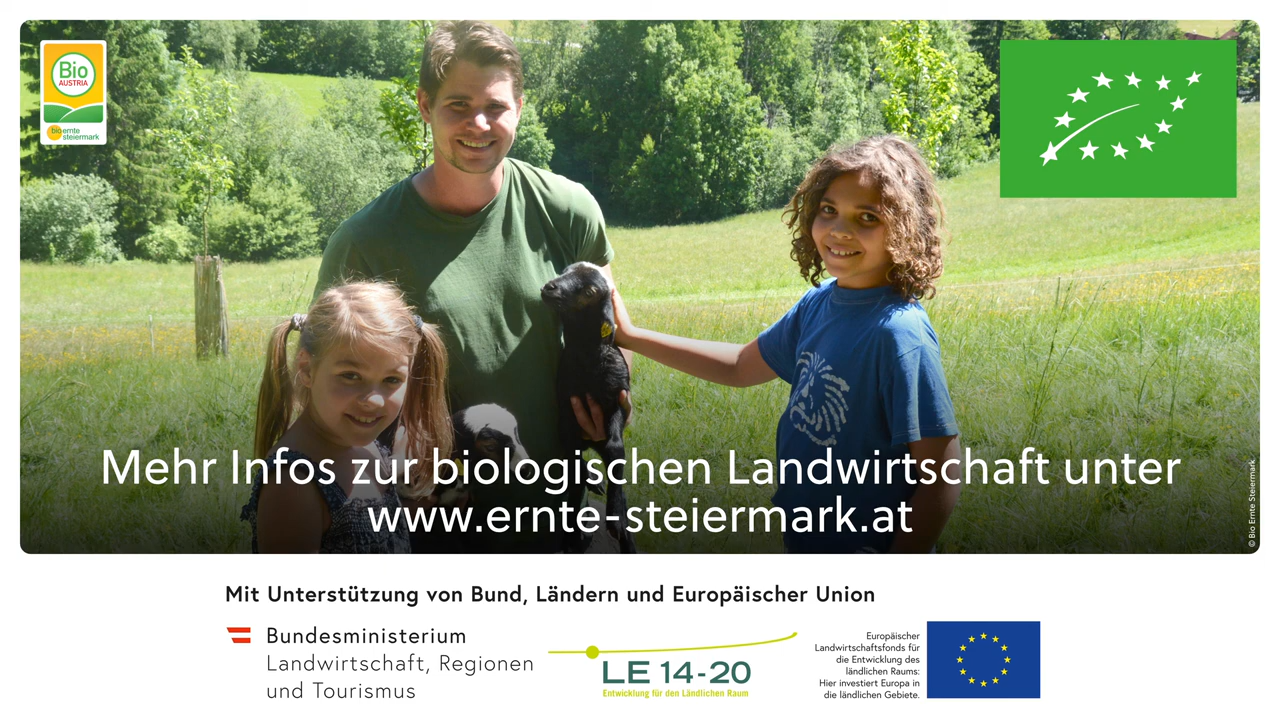 Bio
AUSTRIA
bio ernte
steiermark
Mehr Infos zur biologischen Landwirtschaft unter
www.ernte-steiermark.at
© Bio Ernte Steiermark
Mit Unterstützung von Bund, Ländern und Europäischer Union
Bundesministerium
Landwirtschaft, Regionen
und Tourismus
LE 14-20
Entwicklung für den Ländlichen Raum
Europäischer
Landwirtschaftsfonds für
die Entwicklung des
ländlichen Raums:
Hier investiert Europa in
die ländlichen Gebiete.